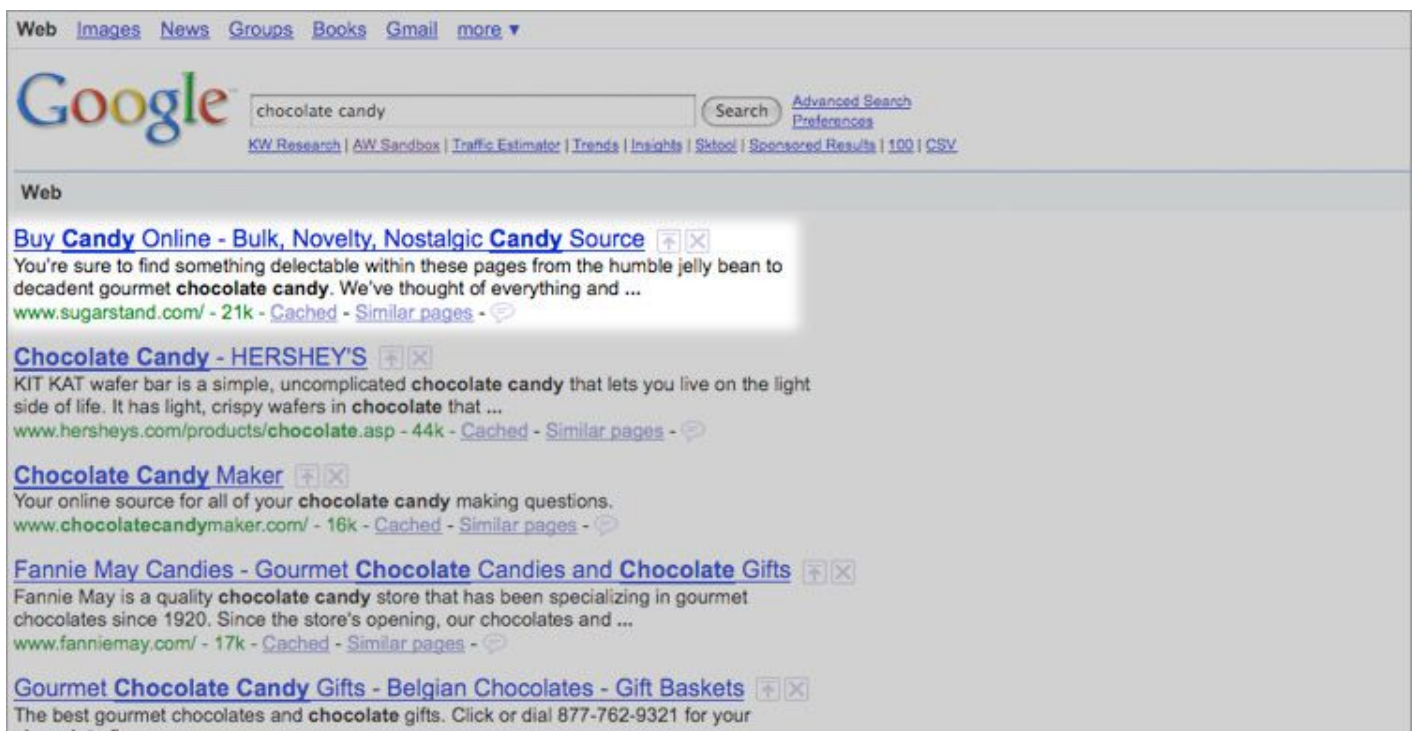 Web Images News Groups Books Gmail more ▼
Google
chocolate candy
Search
Advanced Search
Preferences
KW Research | AW Sandbox | Traffic Estimator | Trends | Insights | Sktool | Sponsored Results | 100 | CSV
Web
Buy Candy Online - Bulk, Novelty, Nostalgic Candy Source
You're sure to find something delectable within these pages from the humble jelly bean to
decadent gourmet chocolate candy. We've thought of everything and ...
www.sugarstand.com/ - 21k - Cached - Similar pages -
Chocolate Candy - HERSHEY'S
KIT KAT wafer bar is a simple, uncomplicated chocolate candy that lets you live on the light
side of life. It has light, crispy wafers in chocolate that ...
www.hersheys.com/products/chocolate.asp - 44k - Cached - Similar pages -
Chocolate Candy Maker
Your online source for all of your chocolate candy making questions.
www.chocolatecandymaker.com/ - 16k - Cached - Similar pages -
Fannie May Candies - Gourmet Chocolate Candies and Chocolate Gifts
Fannie May is a quality chocolate candy store that has been specializing in gourmet
chocolates since 1920. Since the store's opening, our chocolates and ...
www.fanniemay.com/ - 17k - Cached - Similar pages -
Gourmet Chocolate Candy Gifts - Belgian Chocolates - Gift Baskets
The best gourmet chocolates and chocolate gifts. Click or dial 877-762-9321 for your